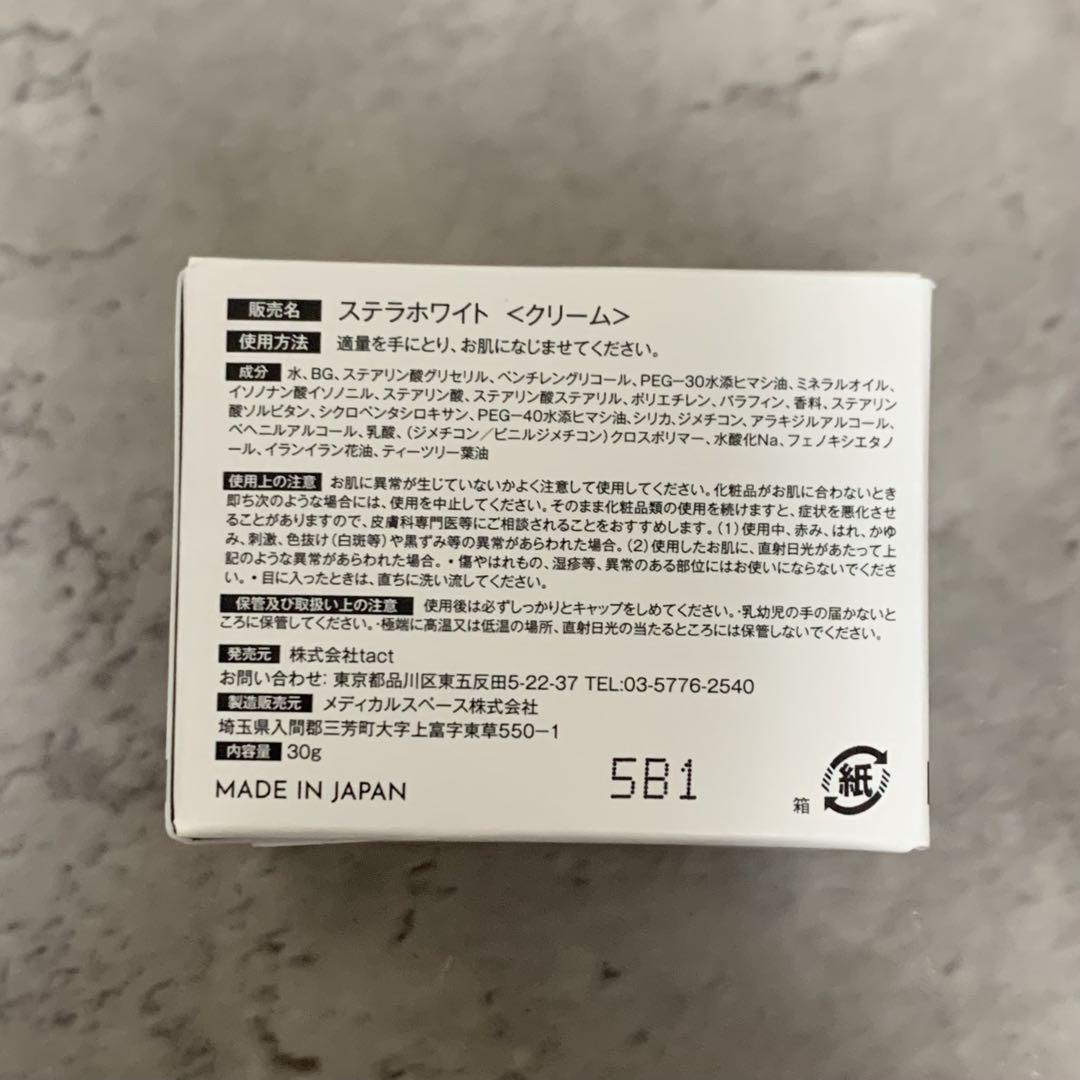 販売名 ステラホワイト <クリーム>
使用方法 適量を手にとり、お肌になじませてください。
成分 水、BG、ステアリン酸グリセリル、ペンチレングリコール、PEG-30水添ヒマシ油、ミネラルオイル、
イソノナン酸イソノニル、ステアリン酸、ステアリン酸ステアリル、ポリエチレン、パラフィン、香料、ステアリン
酸ソルビタン、シクロペンタシロキサン、PEG-40水添ヒマシ油、シリカ、ジメチコン、アラキジルアルコール、
ベヘニルアルコール、乳酸、(ジメチコン/ビニルジメチコン)クロスポリマー、水酸化Na、フェノキシエタノ
ール、イランイラン花油、ティーツリー葉油
使用上の注意 お肌に異常が生じていないかよく注意して使用してください。化粧品がお肌に合わないとき
即ち次のような場合には、使用を中止してください。そのまま化粧品類の使用を続けますと、症状を悪化させ
ることがありますので、皮膚科専門医等にご相談されることをおすすめします。(1)使用中、赤み、はれ、かゆ
み、刺激、色抜け(白斑等)や黒ずみ等の異常があらわれた場合。(2)使用したお肌に、直射日光があたって上
記のような異常があらわれた場合。・傷やはれもの、湿疹等、異常のある部位にはお使いにならないでくださ
い。・目に入ったときは、直ちに洗い流してください。
保管及び取扱い上の注意 使用後は必ずしっかりとキャップをしめてください。・乳幼児の手の届かないと
ころに保管してください。・極端に高温又は低温の場所、直射日光の当たるところには保管しないでください。
発売元 株式会社tact
お問い合わせ: 東京都品川区東五反田5-22-37 TEL:03-5776-2540
製造販売元 メディカルスペース株式会社
埼玉県入間郡三芳町大字上富字東草550-1
内容量 30g
MADE IN JAPAN
5B1
箱 紙